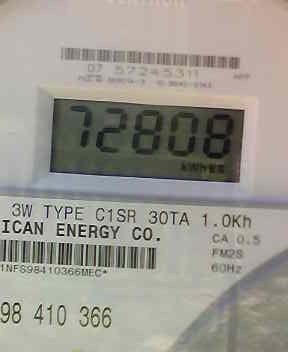 07 57245311
72808
3W TYPE C1SR 30TA 1.0Kh
ICAN ENERGY CO.
CA 0.5
FM2S
60Hz
1NFS98410366MEC*
98 410 366